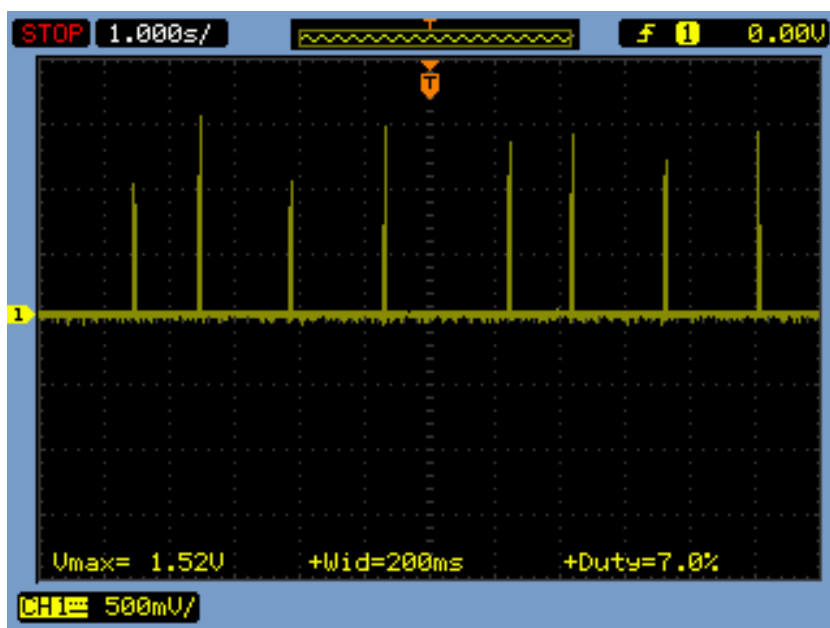 STOP 1.000s/ T 1 0.00V
T
1
Vmax= 1.52V +Wid=200ms +Duty=7.0%
CH1 500mV/